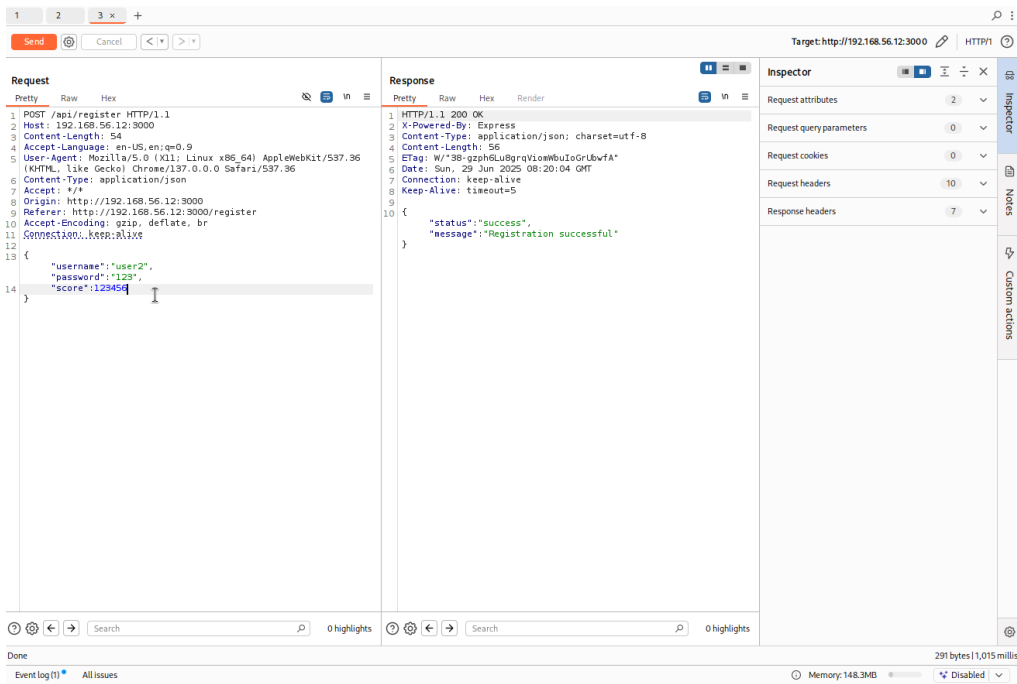 1 2 3 × +
Send Cancel < > Target: http://192.168.56.12:3000 HTTP/1
Request
Pretty Raw Hex \n
1 POST /api/register HTTP/1.1
2 Host: 192.168.56.12:3000
3 Content-Length: 54
4 Accept-Language: en-US,en;q=0.9
5 User-Agent: Mozilla/5.0 (X11; Linux x86_64) AppleWebKit/537.36
(KHTML, like Gecko) Chrome/137.0.0.0 Safari/537.36
6 Content-Type: application/json
7 Accept: */*
8 Origin: http://192.168.56.12:3000
9 Referer: http://192.168.56.12:3000/register
10 Accept-Encoding: gzip, deflate, br
11 Connection: keep-alive
12
13 {
"username":"user2",
"password":"123",
14 "score":123456
}
Search 0 highlights
Response
Pretty Raw Hex Render \n
1 HTTP/1.1 200 OK
2 X-Powered-By: Express
3 Content-Type: application/json; charset=utf-8
4 Content-Length: 56
5 ETag: W/"38-gzph6Lu8grqViomWbuIoGrUbwfA"
6 Date: Sun, 29 Jun 2025 08:20:04 GMT
7 Connection: keep-alive
8 Keep-Alive: timeout=5
9
10 {
"status":"success",
"message":"Registration successful"
}
Search 0 highlights
Inspector
Request attributes 2
Request query parameters 0
Request cookies 0
Request headers 10
Response headers 7
Inspector
Notes
Custom actions
Done 291 bytes | 1,015 millis
Event log (1) All issues Memory: 148.3MB Disabled